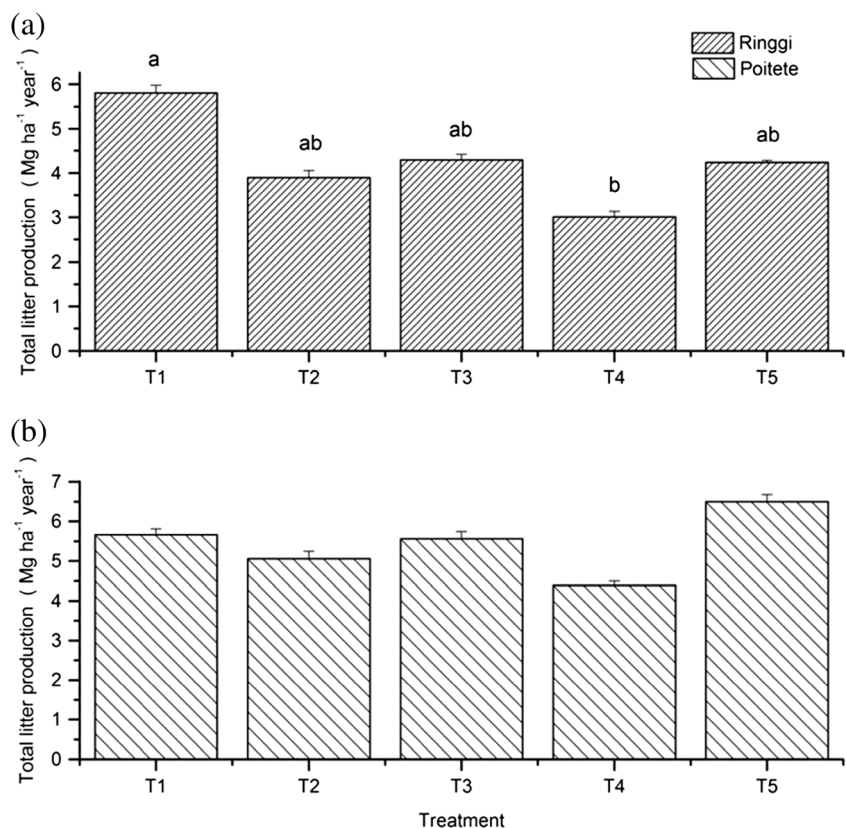 (a)
Ringgi
Poitete
Total litter production ( Mg ha⁻¹ year⁻¹ )
6
5
4
3
2
1
0
a
ab
ab
b
ab
T1
T2
T3
T4
T5
(b)
Total litter production ( Mg ha⁻¹ year⁻¹ )
7
6
5
4
3
2
1
0
T1
T2
T3
T4
T5
Treatment